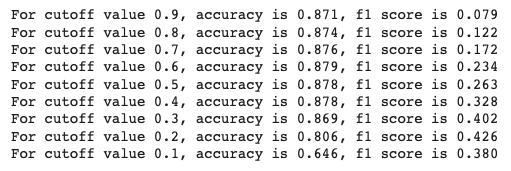 For cutoff value 0.9, accuracy is 0.871, f1 score is 0.079
For cutoff value 0.8, accuracy is 0.874, f1 score is 0.122
For cutoff value 0.7, accuracy is 0.876, f1 score is 0.172
For cutoff value 0.6, accuracy is 0.879, f1 score is 0.234
For cutoff value 0.5, accuracy is 0.878, f1 score is 0.263
For cutoff value 0.4, accuracy is 0.878, f1 score is 0.328
For cutoff value 0.3, accuracy is 0.869, f1 score is 0.402
For cutoff value 0.2, accuracy is 0.806, f1 score is 0.426
For cutoff value 0.1, accuracy is 0.646, f1 score is 0.380